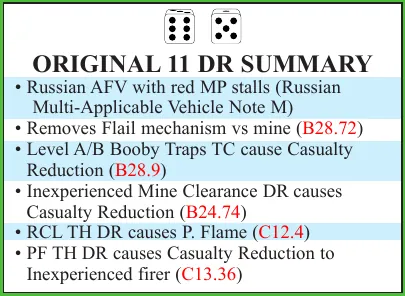 ORIGINAL 11 DR SUMMARY
• Russian AFV with red MP stalls (Russian
Multi-Applicable Vehicle Note M)
• Removes Flail mechanism vs mine (B28.72)
• Level A/B Booby Traps TC cause Casualty
Reduction (B28.9)
• Inexperienced Mine Clearance DR causes
Casualty Reduction (B24.74)
• RCL TH DR causes P. Flame (C12.4)
• PF TH DR causes Casualty Reduction to
Inexperienced firer (C13.36)